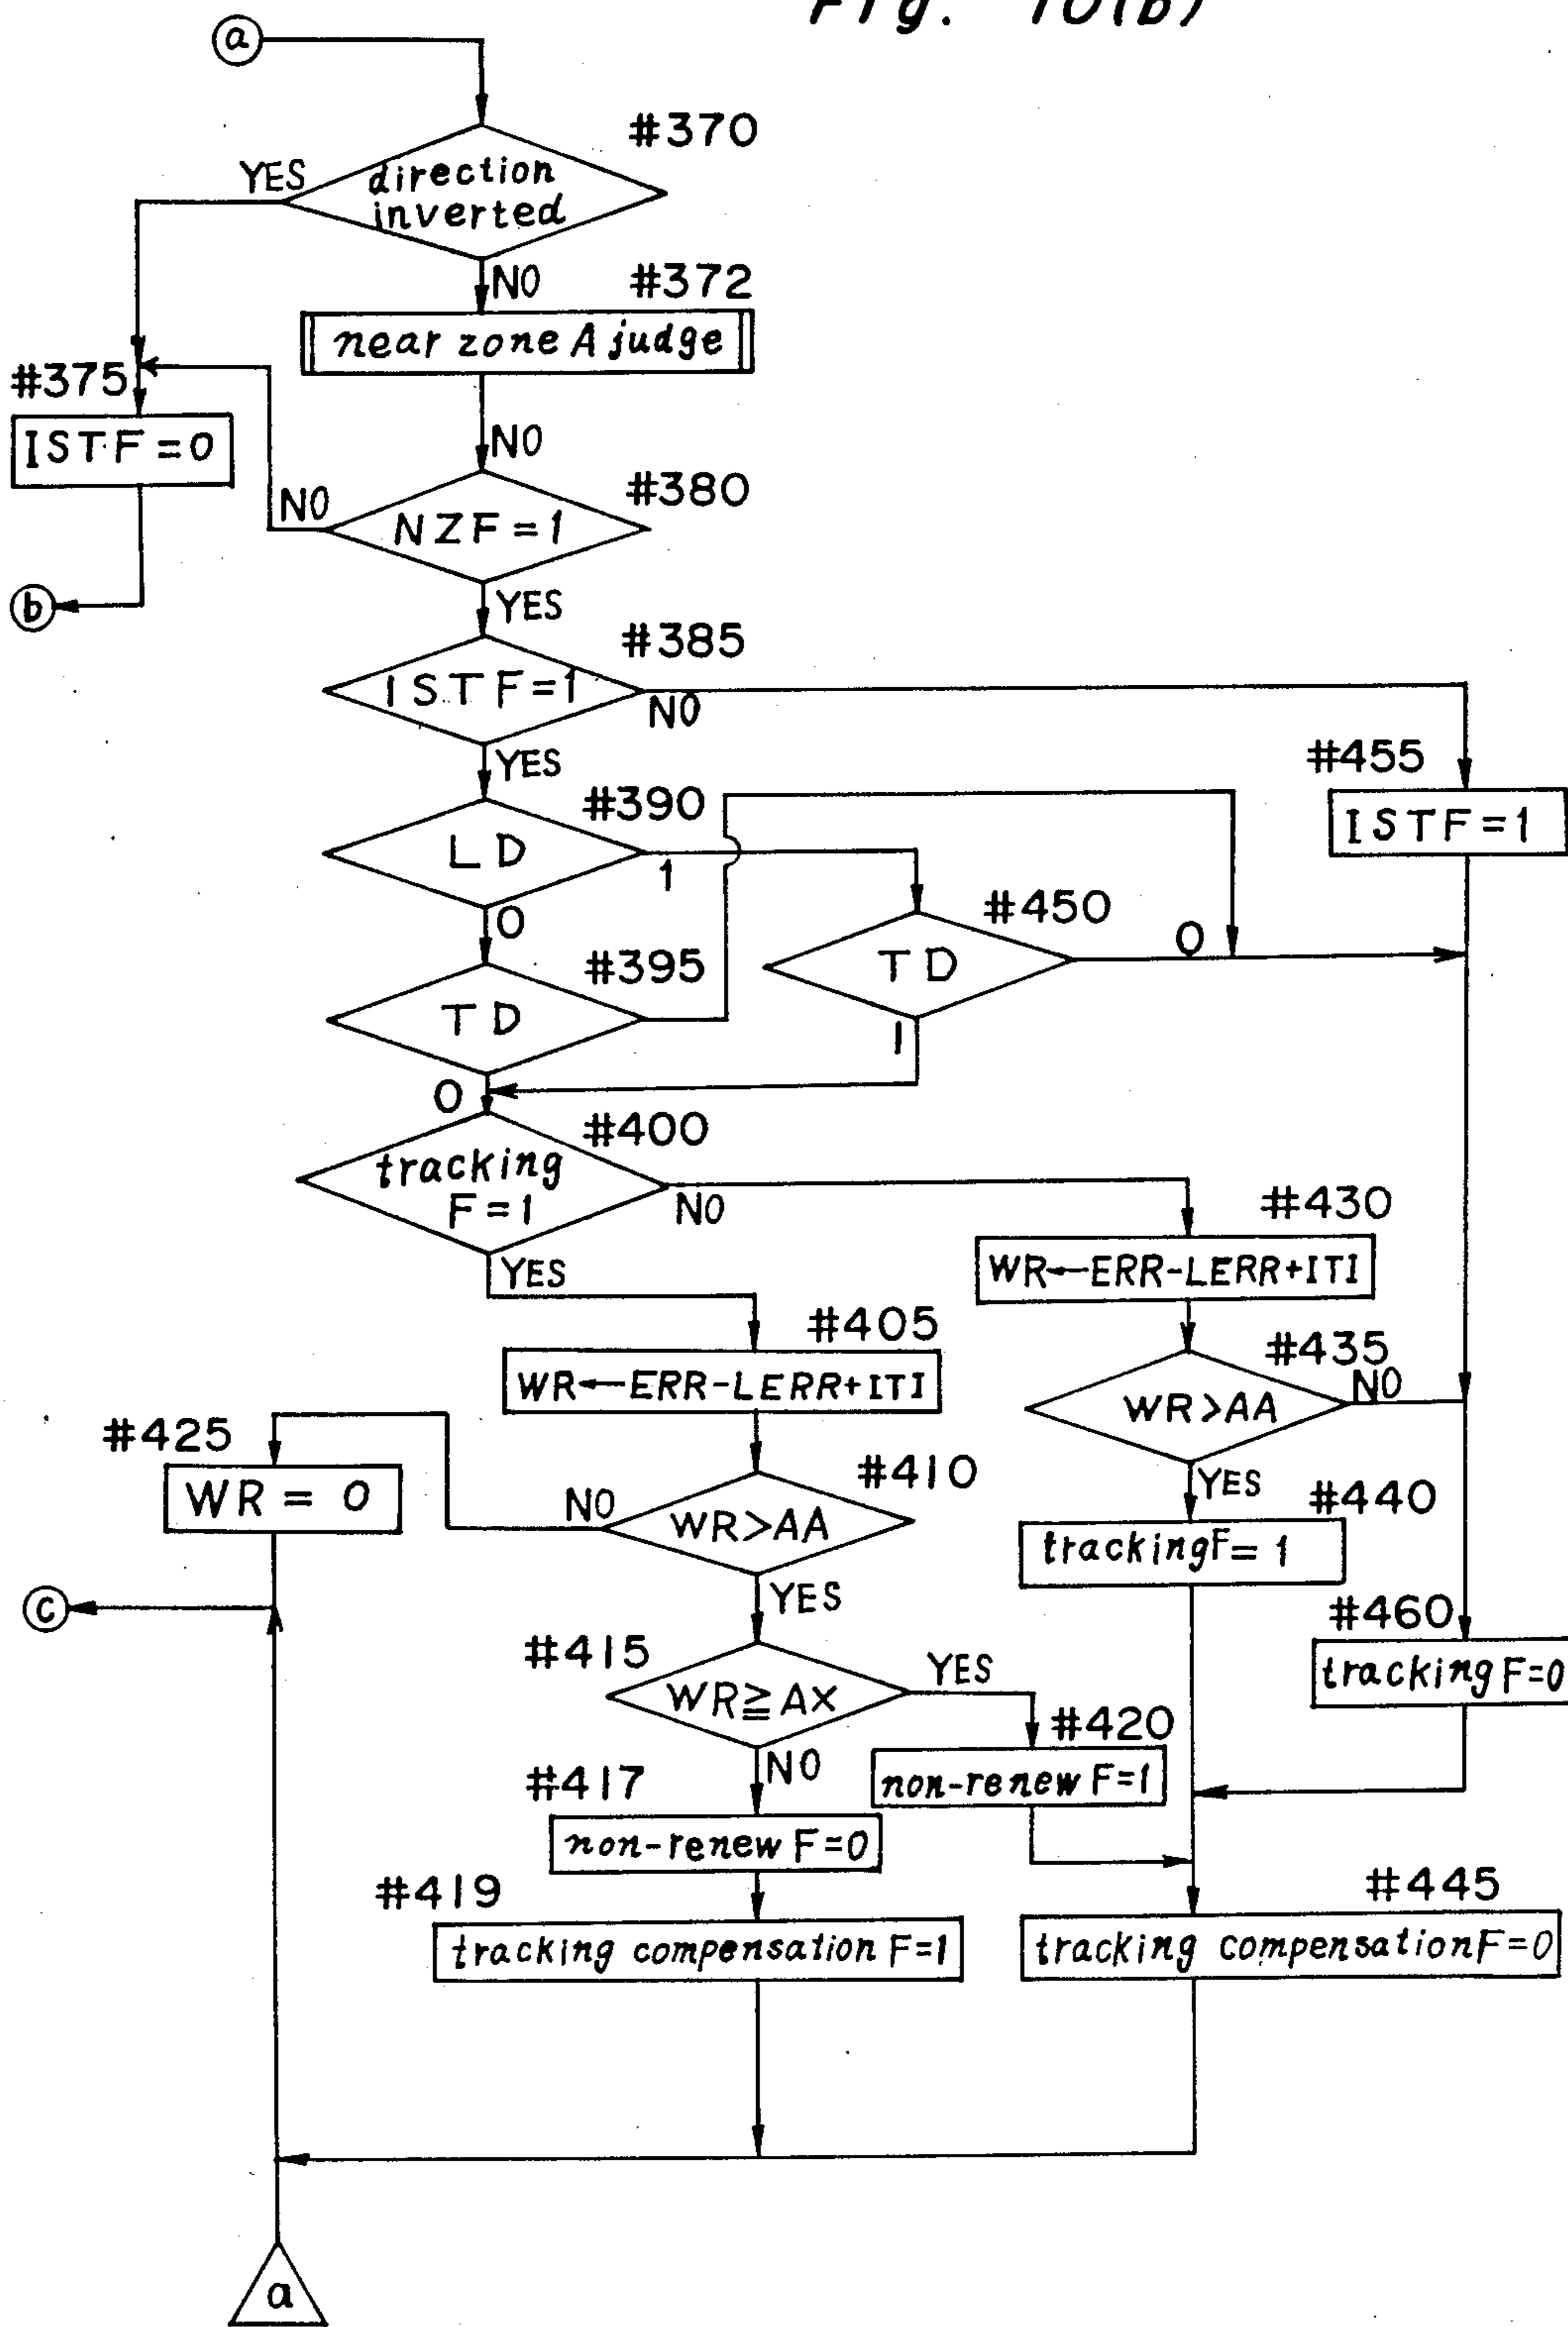 Fig. 10(b)
a
#370
YES
direction
inverted
NO
#372
near zone A judge
#375
ISTF=0
NO
#380
NO
NZF=1
b
YES
#385
ISTF=1
NO
YES
#455
ISTF=1
#390
LD
1
0
#450
TD
0
#395
TD
1
0
#400
tracking
F=1
NO
YES
#430
WR←ERR-LERR+ITI
#405
WR←ERR-LERR+ITI
#435
WR>AA
NO
#425
WR = 0
#410
NO
WR>AA
YES
#440
trackingF= 1
YES
c
#460
tracking F=0
#415
WR≧AX
YES
#420
non-renew F=1
NO
#417
non-renew F=0
#419
tracking compensation F=1
#445
tracking compensation F=0
a